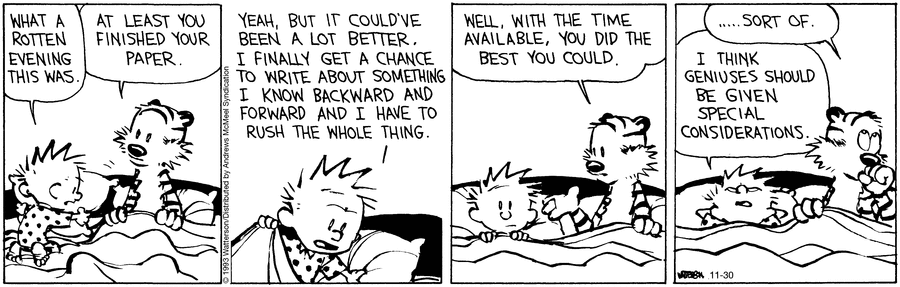 WHAT A
ROTTEN
EVENING
THIS WAS.
AT LEAST YOU
FINISHED YOUR
PAPER.
© 1993 Watterson/Distributed by Andrews McMeel Syndication
YEAH, BUT IT COULD'VE
BEEN A LOT BETTER.
I FINALLY GET A CHANCE
TO WRITE ABOUT SOMETHING
I KNOW BACKWARD AND
FORWARD AND I HAVE TO
RUSH THE WHOLE THING.
WELL, WITH THE TIME
AVAILABLE, YOU DID THE
BEST YOU COULD.
.....SORT OF.
I THINK
GENIUSES SHOULD
BE GIVEN
SPECIAL
CONSIDERATIONS.
11-30